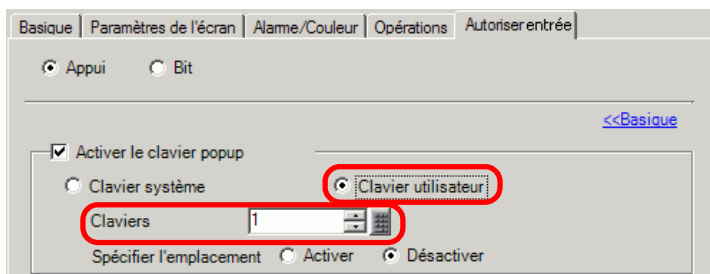 Basique Paramètres de l'écran Alarme/Couleur Opérations Autoriser entrée
Appui Bit
<<Basique
Activer le clavier popup
Clavier système Clavier utilisateur
Claviers 1
Spécifier l'emplacement Activer Désactiver